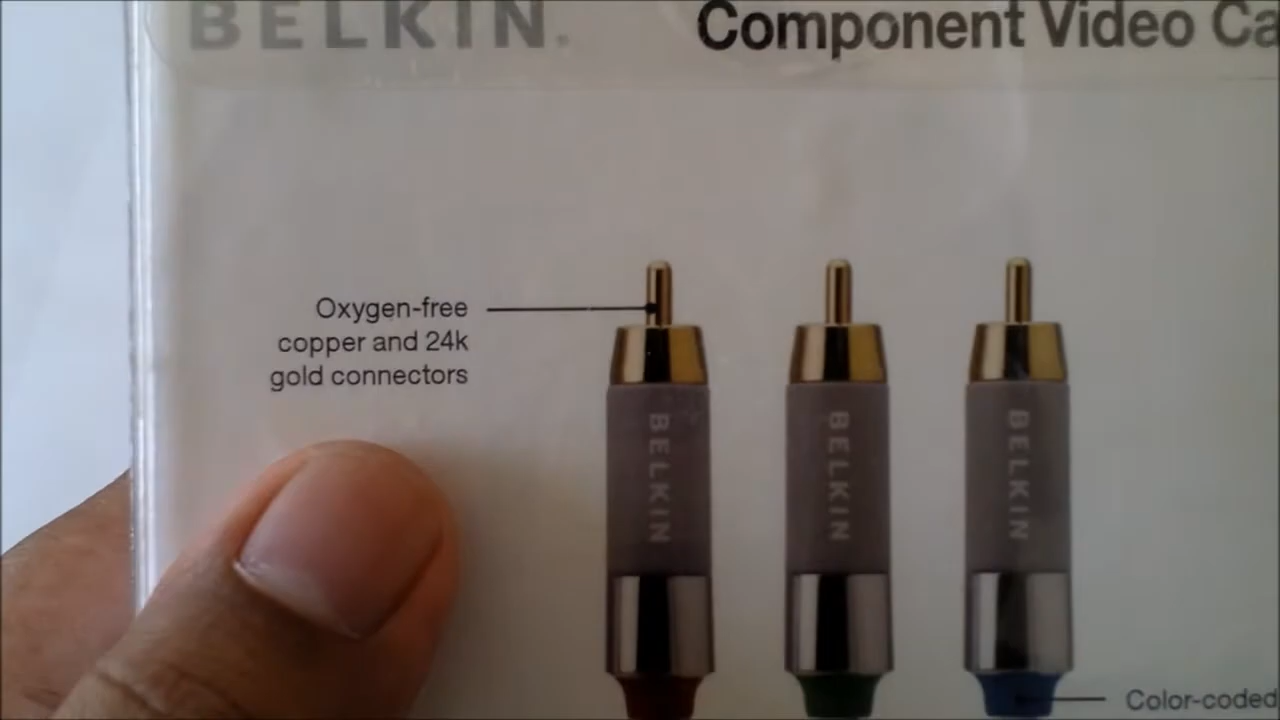 BELKIN.
Component Video Ca
Oxygen-free
copper and 24k
gold connectors
BELKIN
BELKIN
BELKIN
Color-coded